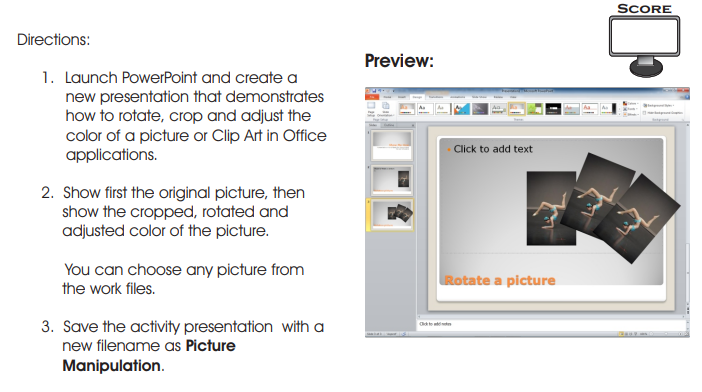 SCORE
Directions:
Preview:
1. Launch PowerPoint and create a
new presentation that demonstrates
how to rotate, crop and adjust the
color of a picture or Clip Art in Office
applications.
2. Show first the original picture, then
show the cropped, rotated and
adjusted color of the picture.
You can choose any picture from
the work files.
3. Save the activity presentation with a
new filename as Picture
Manipulation.
• Click to add text
Rotate a picture
Click to add notes